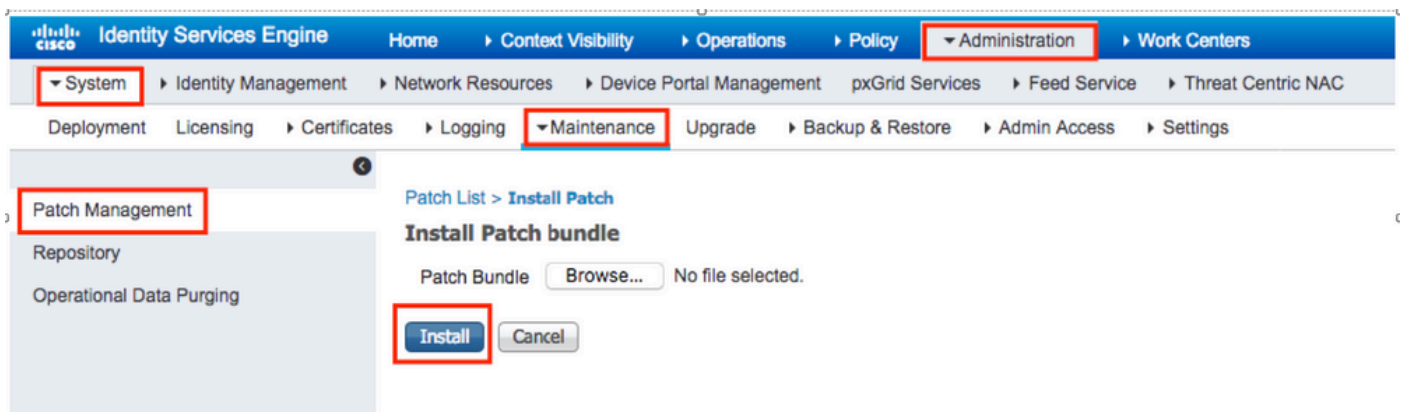 cisco Identity Services Engine Home Context Visibility Operations Policy Administration Work Centers
System Identity Management Network Resources Device Portal Management pxGrid Services Feed Service Threat Centric NAC
Deployment Licensing Certificates Logging Maintenance Upgrade Backup & Restore Admin Access Settings
Patch Management
Repository
Operational Data Purging
Patch List > Install Patch
Install Patch bundle
Patch Bundle Browse... No file selected.
Install Cancel